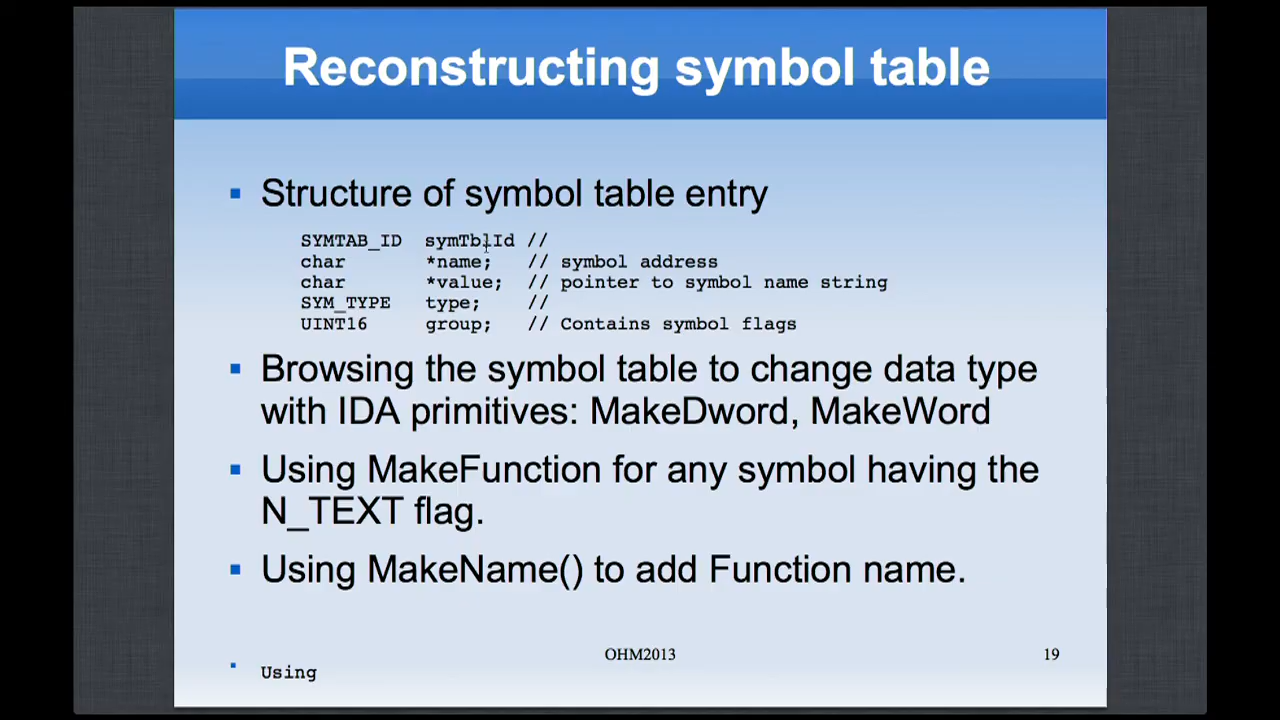 Reconstructing symbol table
▪ Structure of symbol table entry
SYMTAB_ID symTblId //
char *name; // symbol address
char *value; // pointer to symbol name string
SYM_TYPE type; //
UINT16 group; // Contains symbol flags
▪ Browsing the symbol table to change data type
with IDA primitives: MakeDword, MakeWord
▪ Using MakeFunction for any symbol having the
N_TEXT flag.
▪ Using MakeName() to add Function name.
OHM2013
19
▪ Using